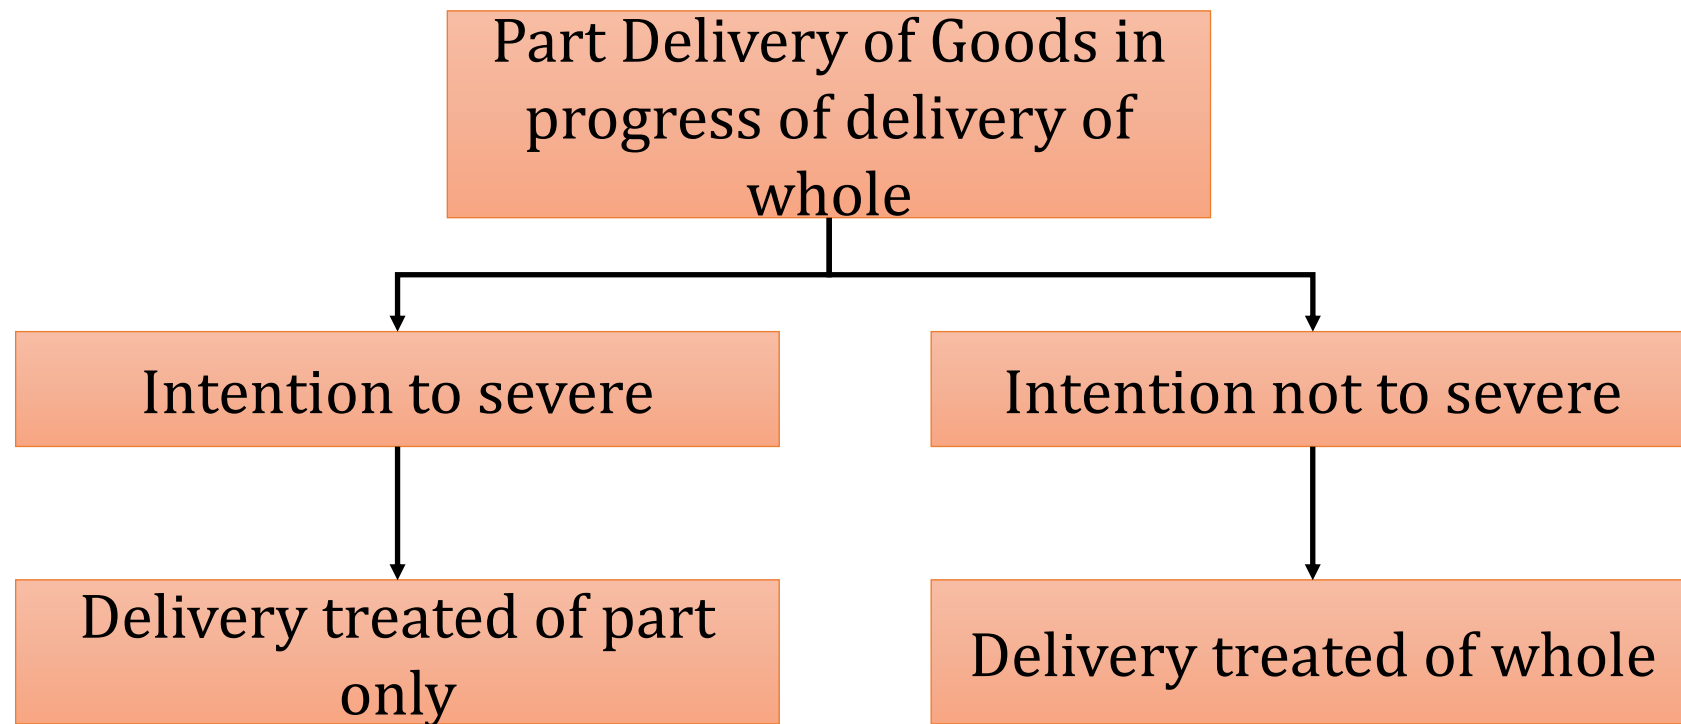 Part Delivery of Goods in
progress of delivery of
whole
Intention to severe
Intention not to severe
Delivery treated of part
only
Delivery treated of whole